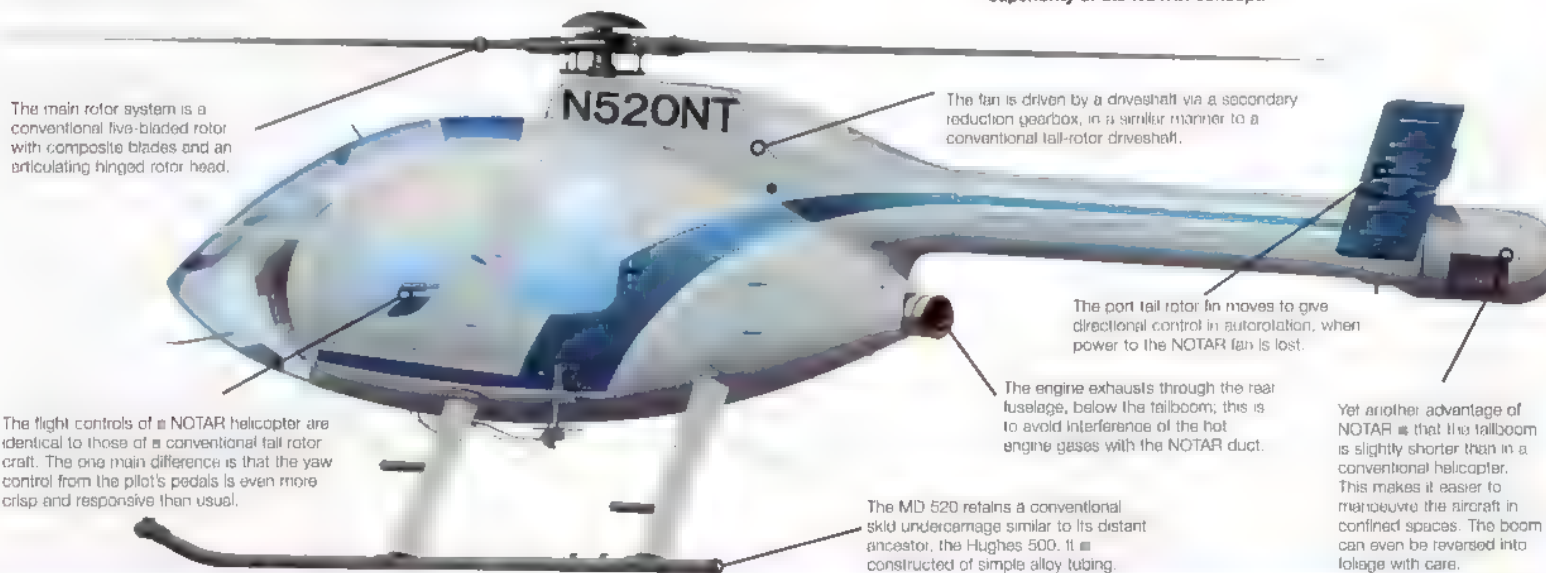 The main rotor system is a
conventional five-bladed rotor
with composite blades and an
articulating hinged rotor head.
N520NT
The fan is driven by a driveshaft via a secondary
reduction gearbox, in a similar manner to a
conventional tail-rotor driveshaft.
The port tail rotor fin moves to give
directional control in autorotation, when
power to the NOTAR fan is lost.
The engine exhausts through the rear
fuselage, below the tailboom; this is
to avoid interference of the hot
engine gases with the NOTAR duct.
Yet another advantage of
NOTAR is that the tailboom
is slightly shorter than in a
conventional helicopter.
This makes it easier to
manoeuvre the aircraft in
confined spaces. The boom
can even be reversed into
foliage with care.
The flight controls of a NOTAR helicopter are
identical to those of a conventional tail rotor
craft. The one main difference is that the yaw
control from the pilot's pedals is even more
crisp and responsive than usual.
The MD 520 retains a conventional
skid undercarriage similar to its distant
ancestor, the Hughes 500. It is
constructed of simple alloy tubing.